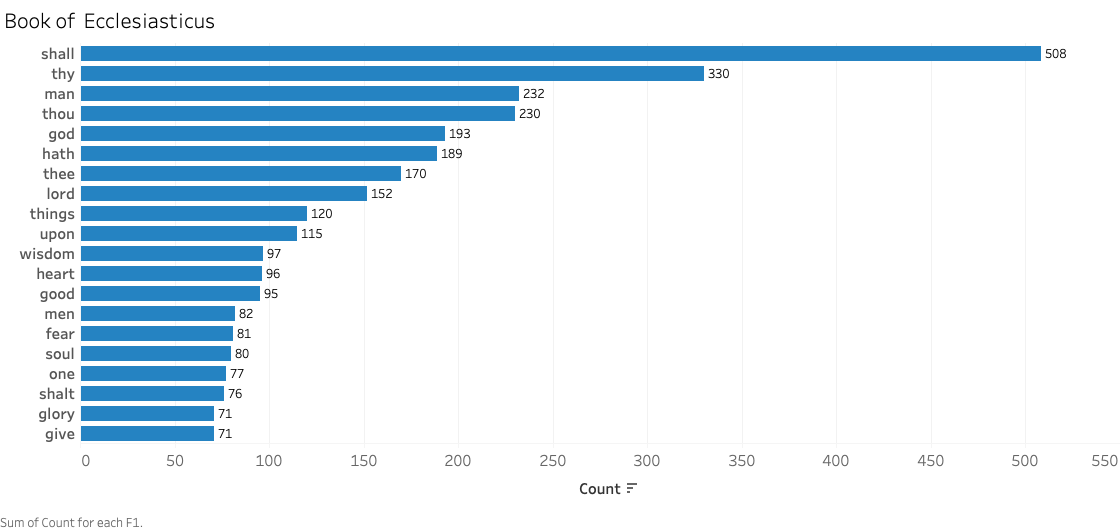 Book of Ecclesiasticus
shall 508
thy 330
man 232
thou 230
god 193
hath 189
thee 170
lord 152
things 120
upon 115
wisdom 97
heart 96
good 95
men 82
fear 81
soul 80
one 77
shalt 76
glory 71
give 71
0 50 100 150 200 250 300 350 400 450 500 550
Count
Sum of Count for each F1.